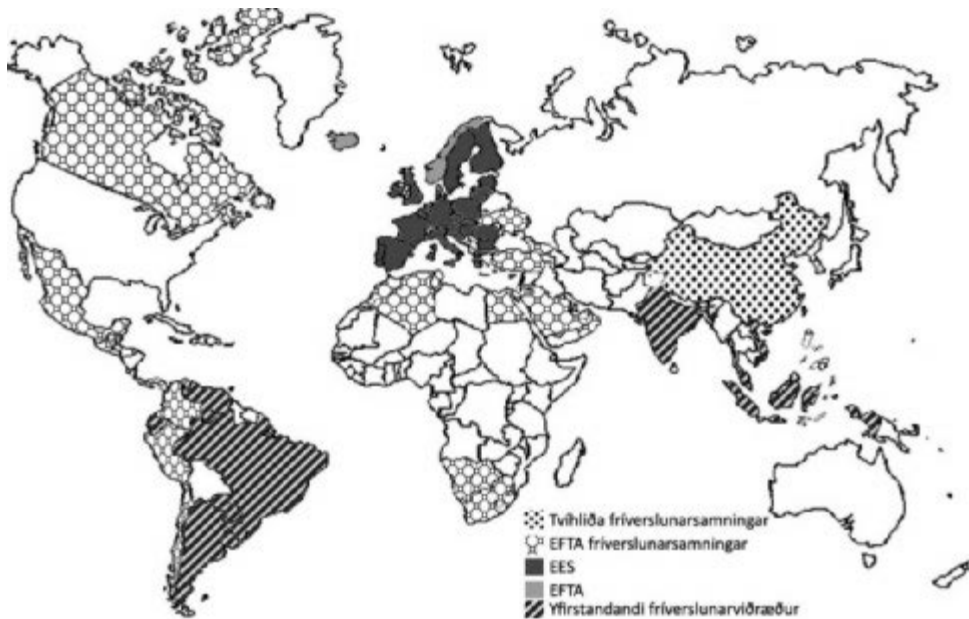 Tvíhliða fríverslunarsamningar
EFTA fríverslunarsamningar
EES
EFTA
Yfirstandandi fríverslunarviðræður